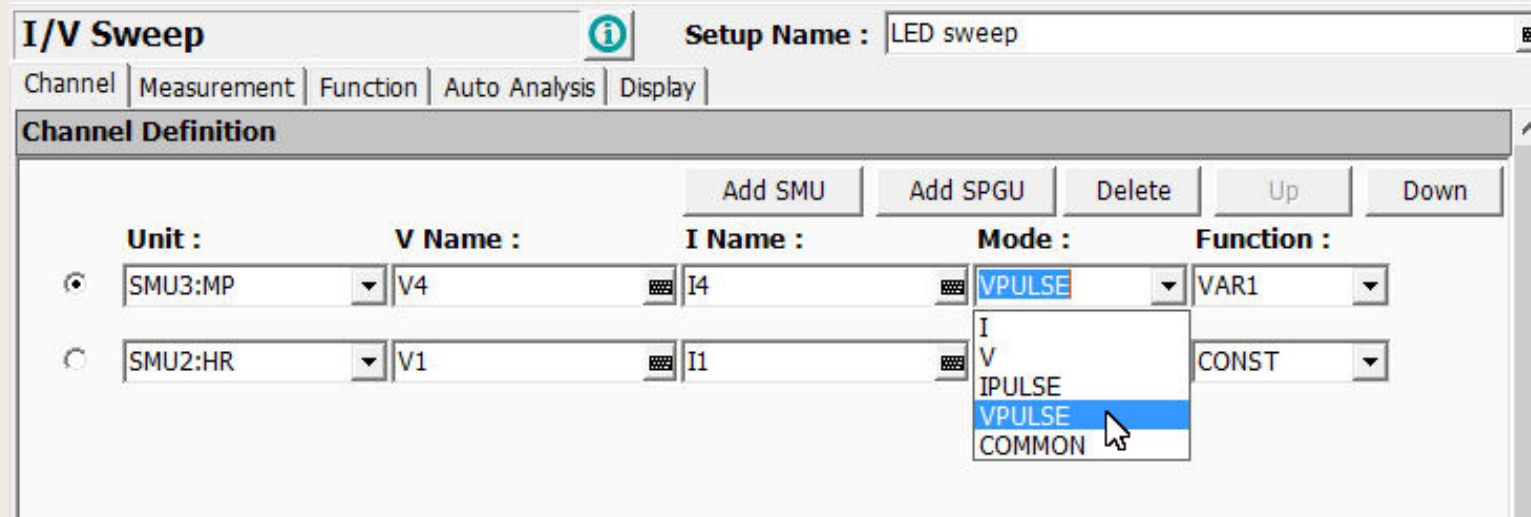 I/V Sweep Setup Name : LED sweep
Channel Measurement Function Auto Analysis Display
Channel Definition
Add SMU Add SPGU Delete Up Down
Unit : V Name : I Name : Mode : Function :
SMU3:MP V4 I4 VPULSE VAR1
I
SMU2:HR V1 I1 V CONST
IPULSE
VPULSE
COMMON